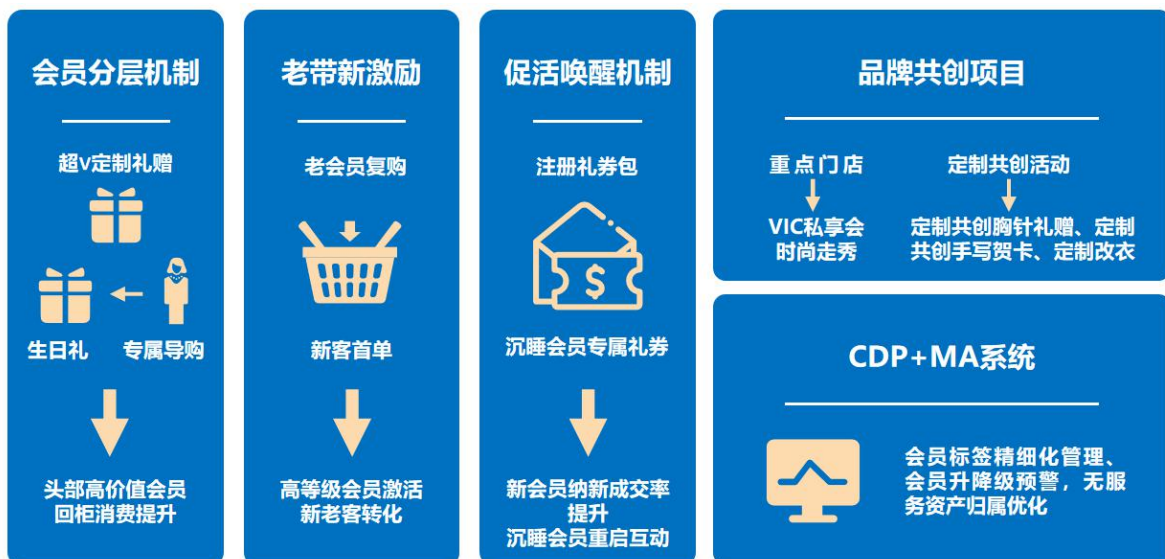 会员分层机制
超V定制礼赠
生日礼
专属导购
头部高价值会员
回柜消费提升
老带新激励
老会员复购
新客首单
高等级会员激活
新老客转化
促活唤醒机制
注册礼券包
$
沉睡会员专属礼券
新会员纳新成交率
提升
沉睡会员重启互动
品牌共创项目
重点门店
VIC私享会
时尚走秀
定制共创活动
定制共创胸针礼赠、定制
共创手写贺卡、定制改衣
CDP+MA系统
会员标签精细化管理、
会员升降级预警，无服
务资产归属优化